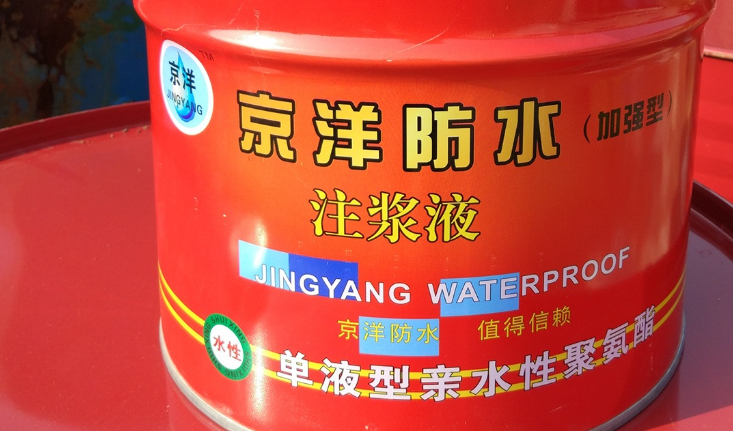 京洋
JINGYANG
京洋防水(加强型)
注浆液
JINGYANG WATERPROOF
京洋防水 值得信赖
水性
单液型亲水性聚氨酯